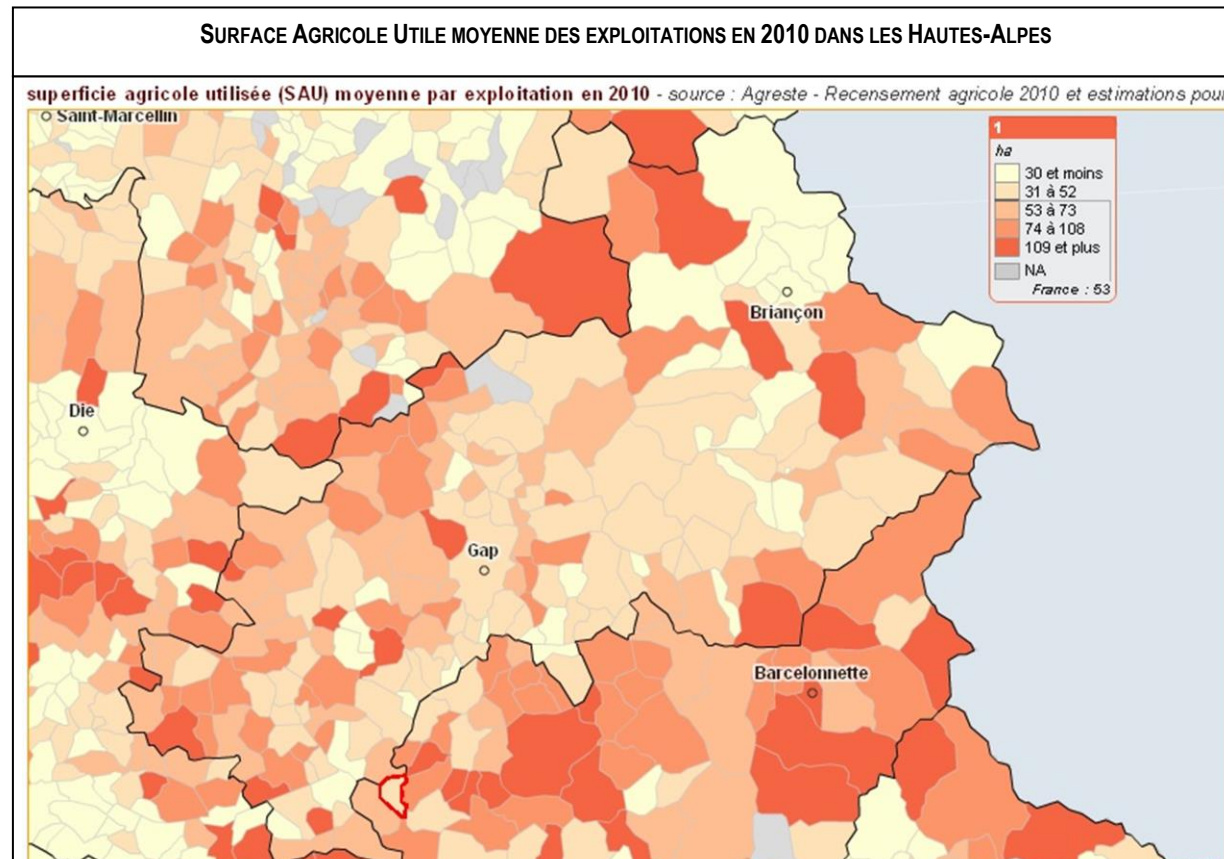 SURFACE AGRICOLE UTILE MOYENNE DES EXPLOITATIONS EN 2010 DANS LES HAUTES-ALPES
superficie agricole utilisée (SAU) moyenne par exploitation en 2010 - source : Agreste - Recensement agricole 2010 et estimations pour
Saint-Marcellin
1
ha
30 et moins
31 à 52
53 à 73
74 à 108
109 et plus
NA
France : 53
Briançon
Die
Gap
Barcelonnette